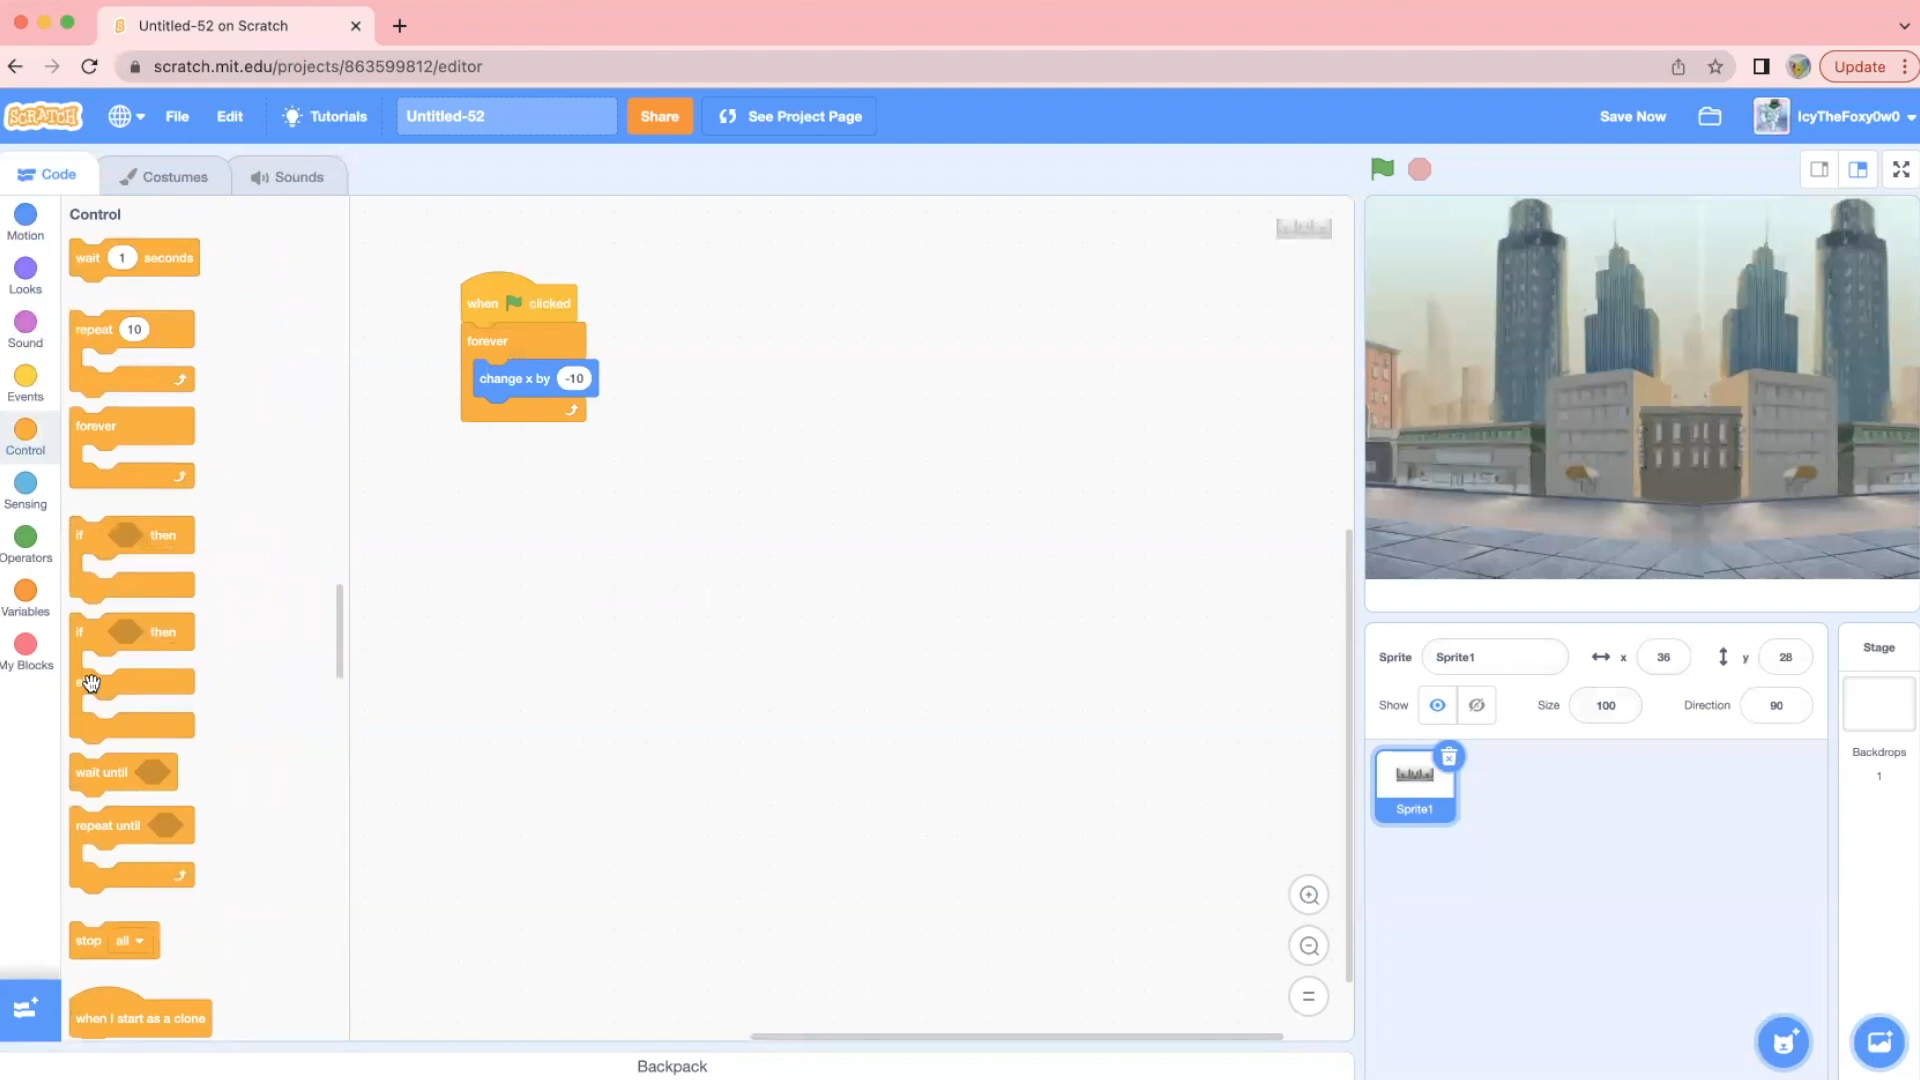 Untitled-52 on Scratch
scratch.mit.edu/projects/863599812/editor
Update
SCRATCH
File
Edit
Tutorials
Untitled-52
Share
See Project Page
Save Now
IcyTheFoxy0w0
Code
Costumes
Sounds
Motion
Looks
Sound
Events
Control
Sensing
Operators
Variables
My Blocks
Control
wait 1 seconds
repeat 10
forever
if then
if then
wait until
repeat until
stop all
when I start as a clone
when clicked
forever
change x by -10
Sprite Sprite1 x 36 y 28
Show Size 100 Direction 90
Sprite1
Stage
Backdrops
1
Backpack